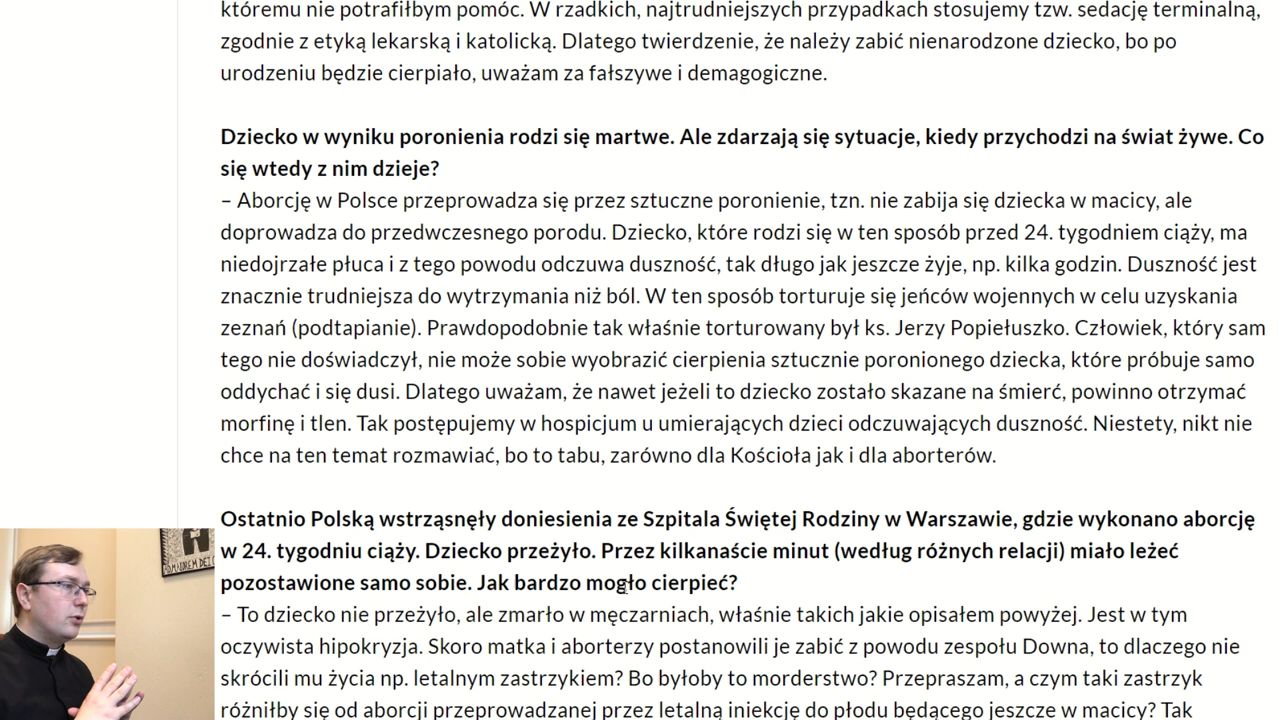 któremu nie potrafiłbym pomóc. W rzadkich, najtrudniejszych przypadkach stosujemy tzw. sedację terminalną,
zgodnie z etyką lekarską i katolicką. Dlatego twierdzenie, że należy zabić nienarodzone dziecko, bo po
urodzeniu będzie cierpiało, uważam za fałszywe i demagogiczne.
Dziecko w wyniku poronienia rodzi się martwe. Ale zdarzają się sytuacje, kiedy przychodzi na świat żywe. Co
się wtedy z nim dzieje?
– Aborcję w Polsce przeprowadza się przez sztuczne poronienie, tzn. nie zabija się dziecka w macicy, ale
doprowadza do przedwczesnego porodu. Dziecko, które rodzi się w ten sposób przed 24. tygodniem ciąży, ma
niedojrzałe płuca i z tego powodu odczuwa duszność, tak długo jak jeszcze żyje, np. kilka godzin. Duszność jest
znacznie trudniejsza do wytrzymania niż ból. W ten sposób torturuje się jeńców wojennych w celu uzyskania
zeznań (podtapianie). Prawdopodobnie tak właśnie torturowany był ks. Jerzy Popiełuszko. Człowiek, który sam
tego nie doświadczył, nie może sobie wyobrazić cierpienia sztucznie poronionego dziecka, które próbuje samo
oddychać i się dusi. Dlatego uważam, że nawet jeżeli to dziecko zostało skazane na śmierć, powinno otrzymać
morfinę i tlen. Tak postępujemy w hospicjum u umierających dzieci odczuwających duszność. Niestety, nikt nie
chce na ten temat rozmawiać, bo to tabu, zarówno dla Kościoła jak i dla aborterów.
Ostatnio Polską wstrząsnęły doniesienia ze Szpitala Świętej Rodziny w Warszawie, gdzie wykonano aborcję
w 24. tygodniu ciąży. Dziecko przeżyło. Przez kilkanaście minut (według różnych relacji) miało leżeć
pozostawione samo sobie. Jak bardzo mogło cierpieć?
– To dziecko nie przeżyło, ale zmarło w męczarniach, właśnie takich jakie opisałem powyżej. Jest w tym
oczywista hipokryzja. Skoro matka i aborterzy postanowili je zabić z powodu zespołu Downa, to dlaczego nie
skrócili mu życia np. letalnym zastrzykiem? Bo byłoby to morderstwo? Przepraszam, a czym taki zastrzyk
różniłby się od aborcji przeprowadzanej przez letalną iniekcję do płodu będącego jeszcze w macicy? Tak